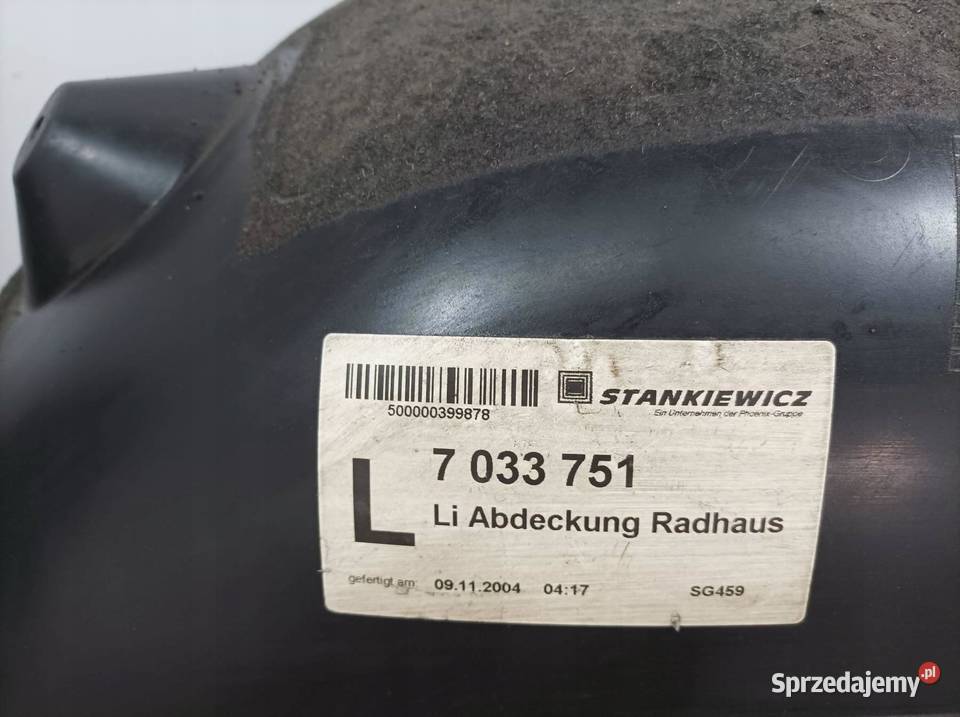 STANKIEWICZ
Ein Unternehmen der Phoenix-Gruppe
500000399878
7 033 751
L
Li Abdeckung Radhaus
gefertigt am: 09.11.2004 04:17 SG459
Sprzedajemy.pl